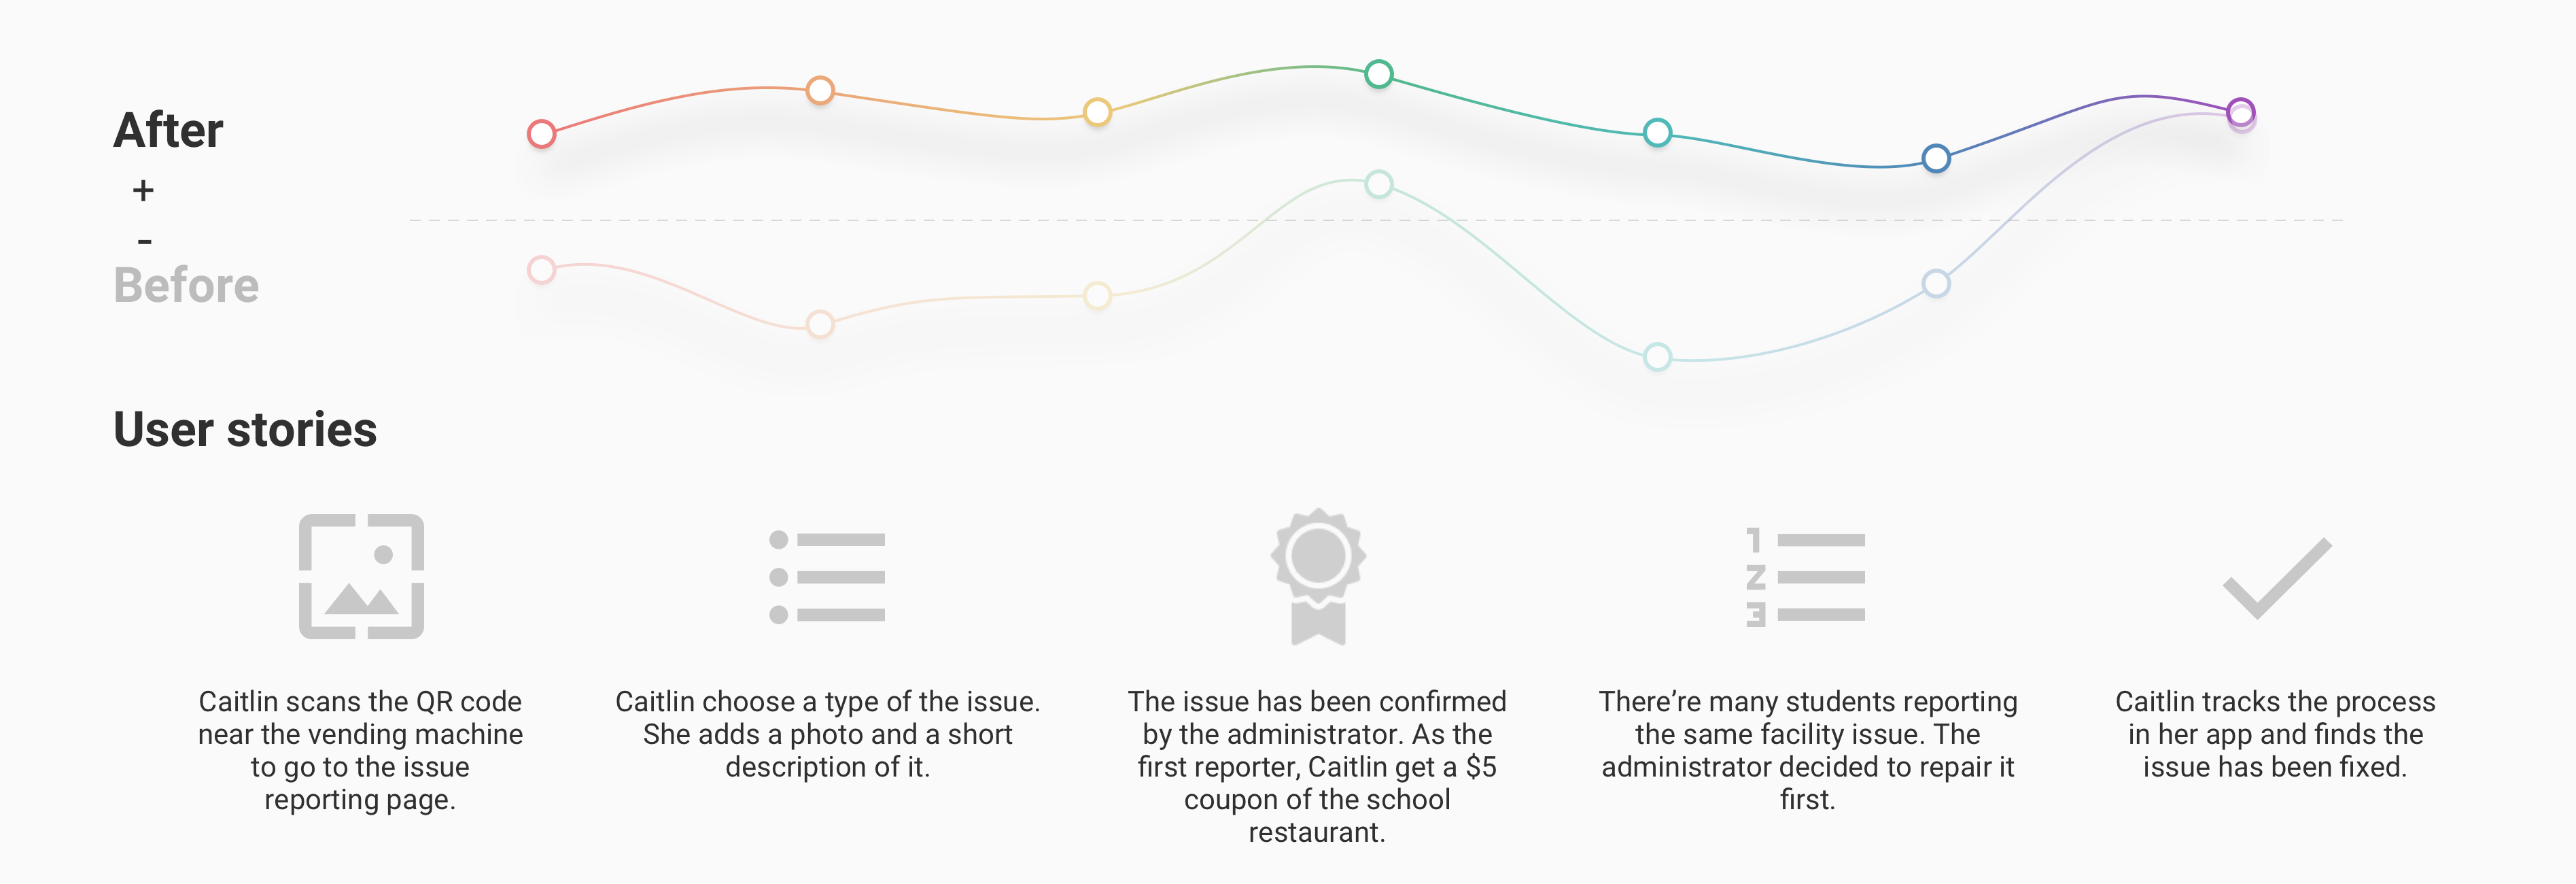 After
+
-
Before
User stories
1
2
3
Caitlin scans the QR code
near the vending machine
to go to the issue
reporting page.
Caitlin choose a type of the issue.
She adds a photo and a short
description of it.
The issue has been confirmed
by the administrator. As the
first reporter, Caitlin get a $5
coupon of the school
restaurant.
There’re many students reporting
the same facility issue. The
administrator decided to repair it
first.
Caitlin tracks the process
in her app and finds the
issue has been fixed.